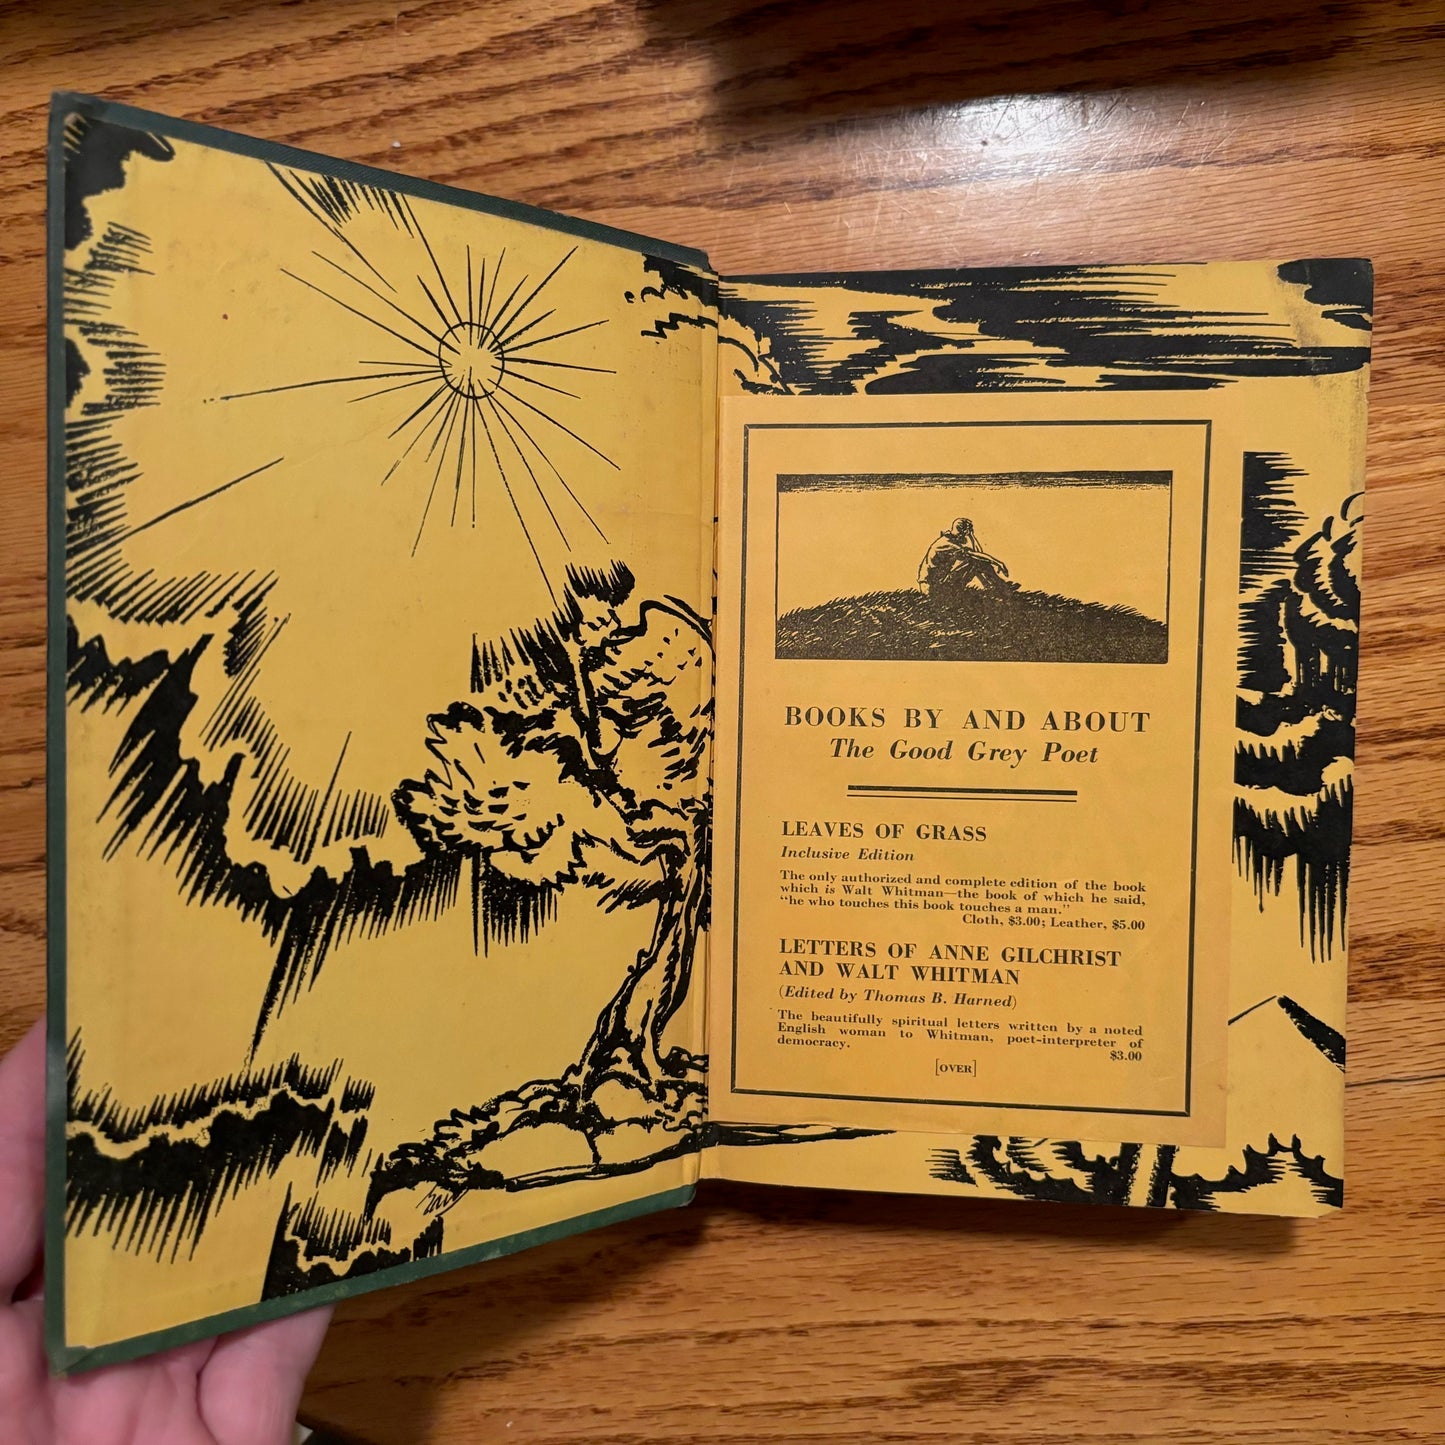 BOOKS BY AND ABOUT
The Good Grey Poet
LEAVES OF GRASS
Inclusive Edition
The only authorized and complete edition of the book
which is Walt Whitman—the book of which he said,
“he who touches this book touches a man.”
Cloth, $3.00; Leather, $5.00
LETTERS OF ANNE GILCHRIST
AND WALT WHITMAN
(Edited by Thomas B. Harned)
The beautifully spiritual letters written by a noted
English woman to Whitman, poet-interpreter of
democracy. $3.00
[OVER]